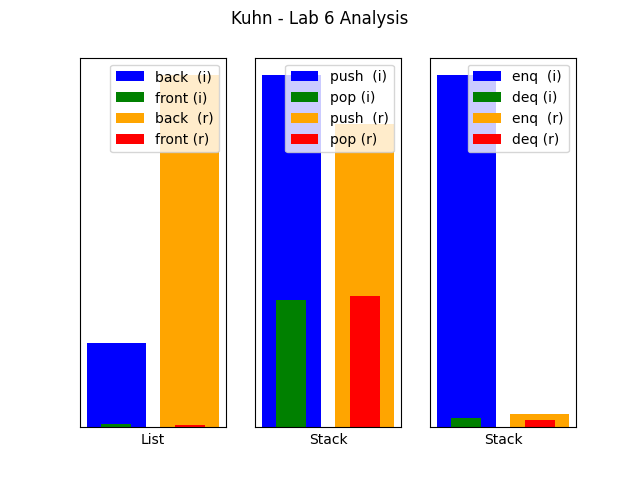 Kuhn - Lab 6 Analysis
back  (i)
front (i)
back  (r)
front (r)
push  (i)
pop (i)
push  (r)
pop (r)
enq  (i)
deq (i)
enq  (r)
deq (r)
List
Stack
Stack